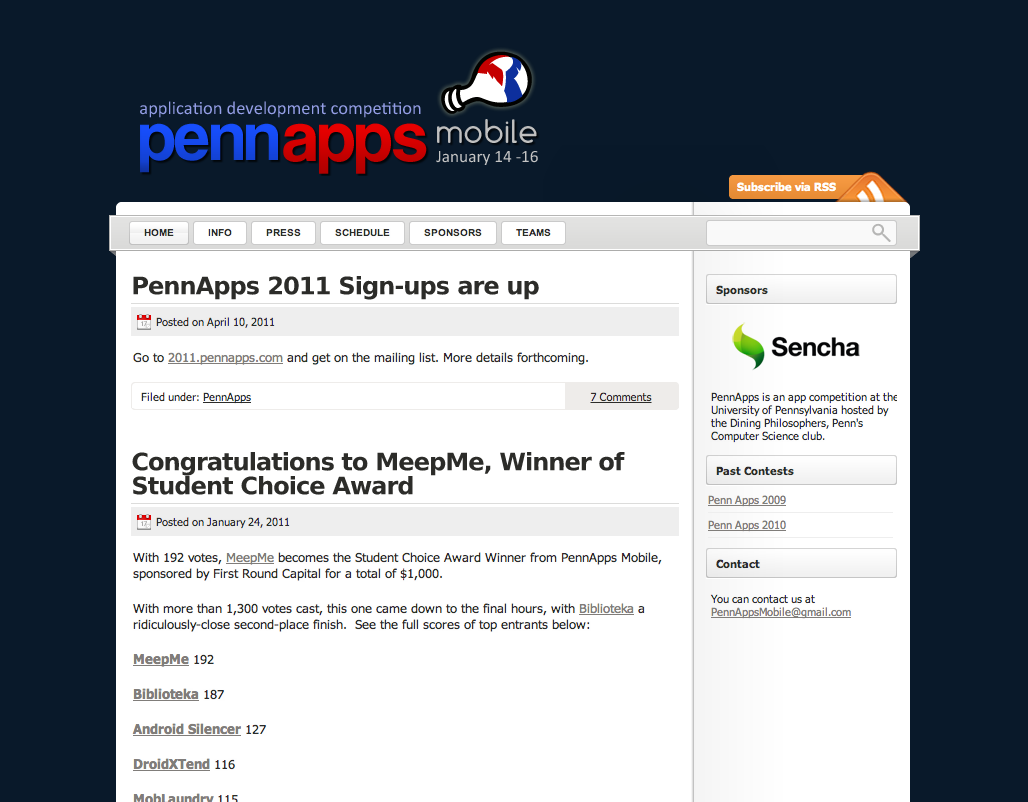 application development competition
pennapps
mobile
January 14 -16
Subscribe via RSS
HOME
INFO
PRESS
SCHEDULE
SPONSORS
TEAMS
PennApps 2011 Sign-ups are up
Posted on April 10, 2011
Go to 2011.pennapps.com and get on the mailing list. More details forthcoming.
Filed under: PennApps
7 Comments
Congratulations to MeepMe, Winner of
Student Choice Award
Posted on January 24, 2011
With 192 votes, MeepMe becomes the Student Choice Award Winner from PennApps Mobile,
sponsored by First Round Capital for a total of $1,000.
With more than 1,300 votes cast, this one came down to the final hours, with Biblioteka a
ridiculously-close second-place finish.  See the full scores of top entrants below:
MeepMe 192
Biblioteka 187
Android Silencer 127
DroidXTend 116
MobLaundry 115
Sponsors
Sencha
PennApps is an app competition at the
University of Pennsylvania hosted by
the Dining Philosophers, Penn's
Computer Science club.
Past Contests
Penn Apps 2009
Penn Apps 2010
Contact
You can contact us at
PennAppsMobile@gmail.com